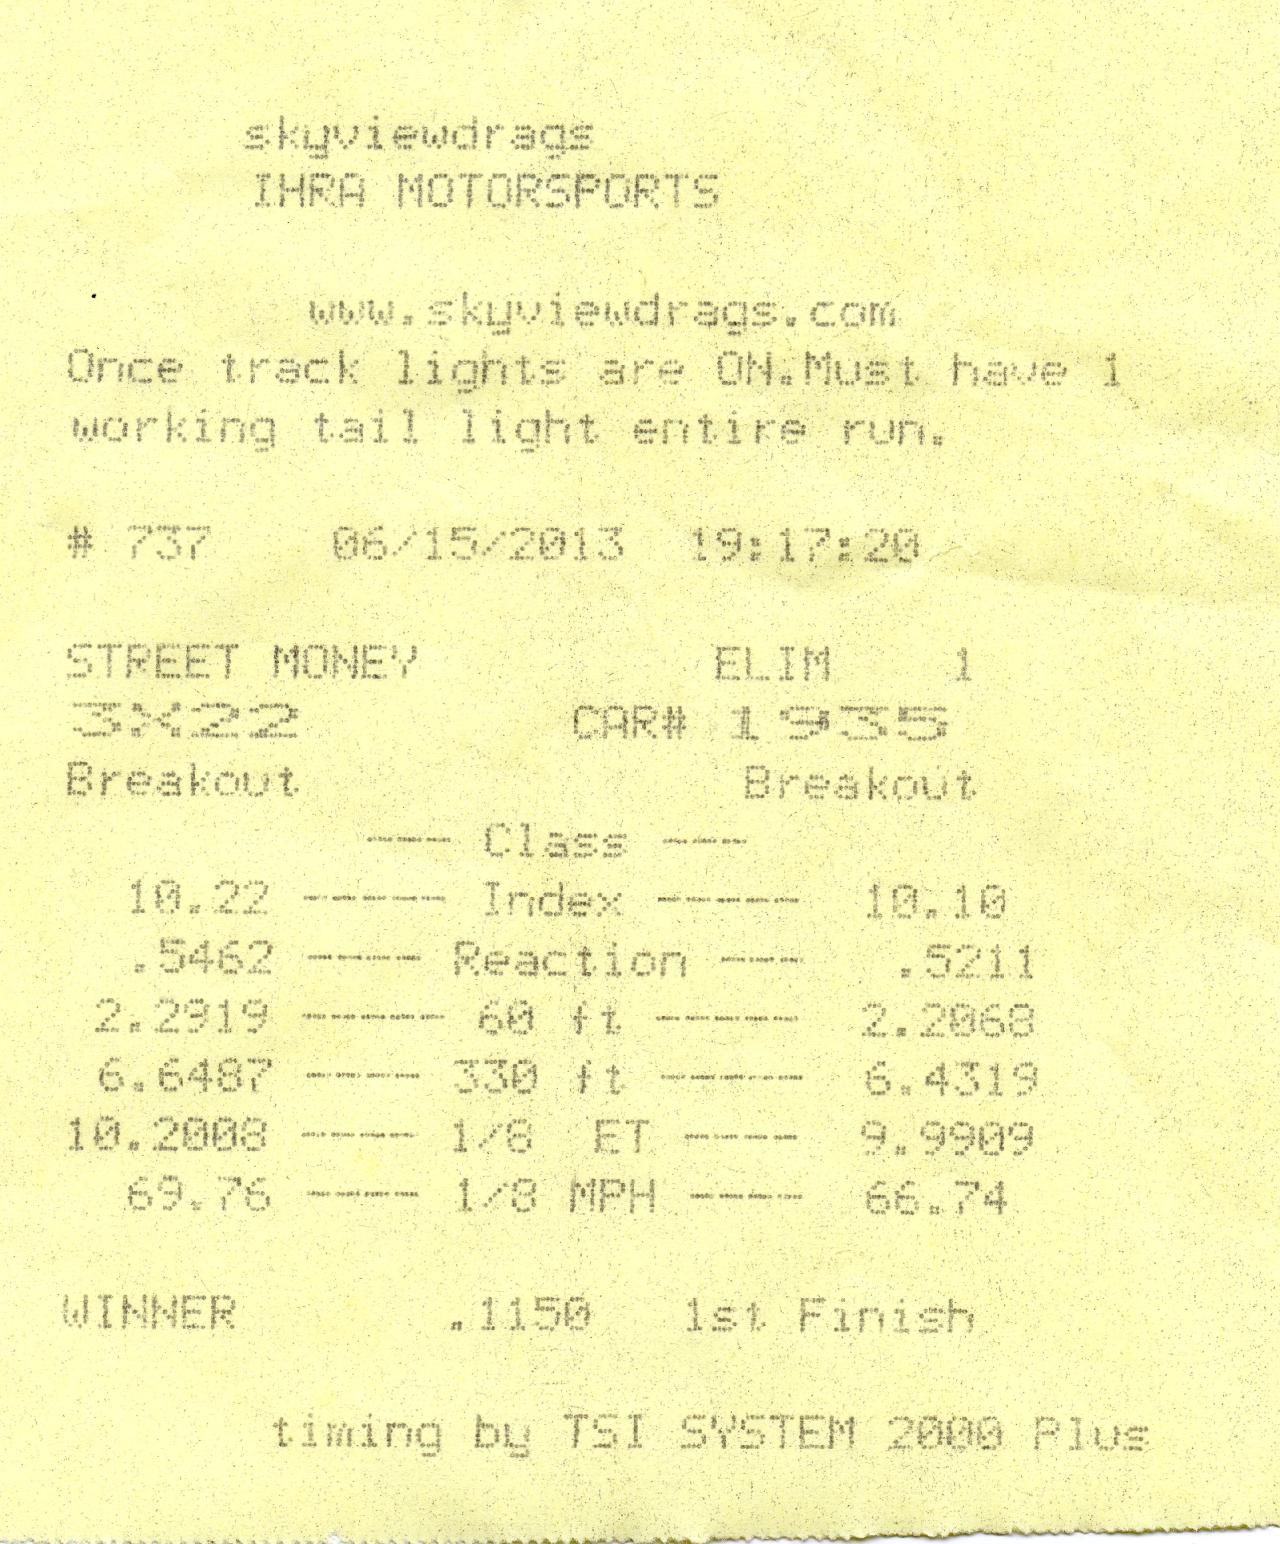 skyviewdrags
IHRA MOTORSPORTS
www.skyviewdrags.com
Once track lights are ON.Must have 1
working tail light entire run.
# 737 06/15/2013 19:17:20
STREET MONEY ELIM 1
3X22 CAR# 1935
Breakout Breakout
--- Class ---
10.22 ----- Index ----- 10.10
.5462 ---- Reaction --- .5211
2.2919 ----- 60 ft ----- 2.2068
6.6487 ---- 330 ft ----- 6.4319
10.2008 ---- 1/8 ET ---- 9.9909
69.76 ---- 1/8 MPH ---- 66.74
WINNER .1150 1st Finish
timing by TSI SYSTEM 2000 Plus